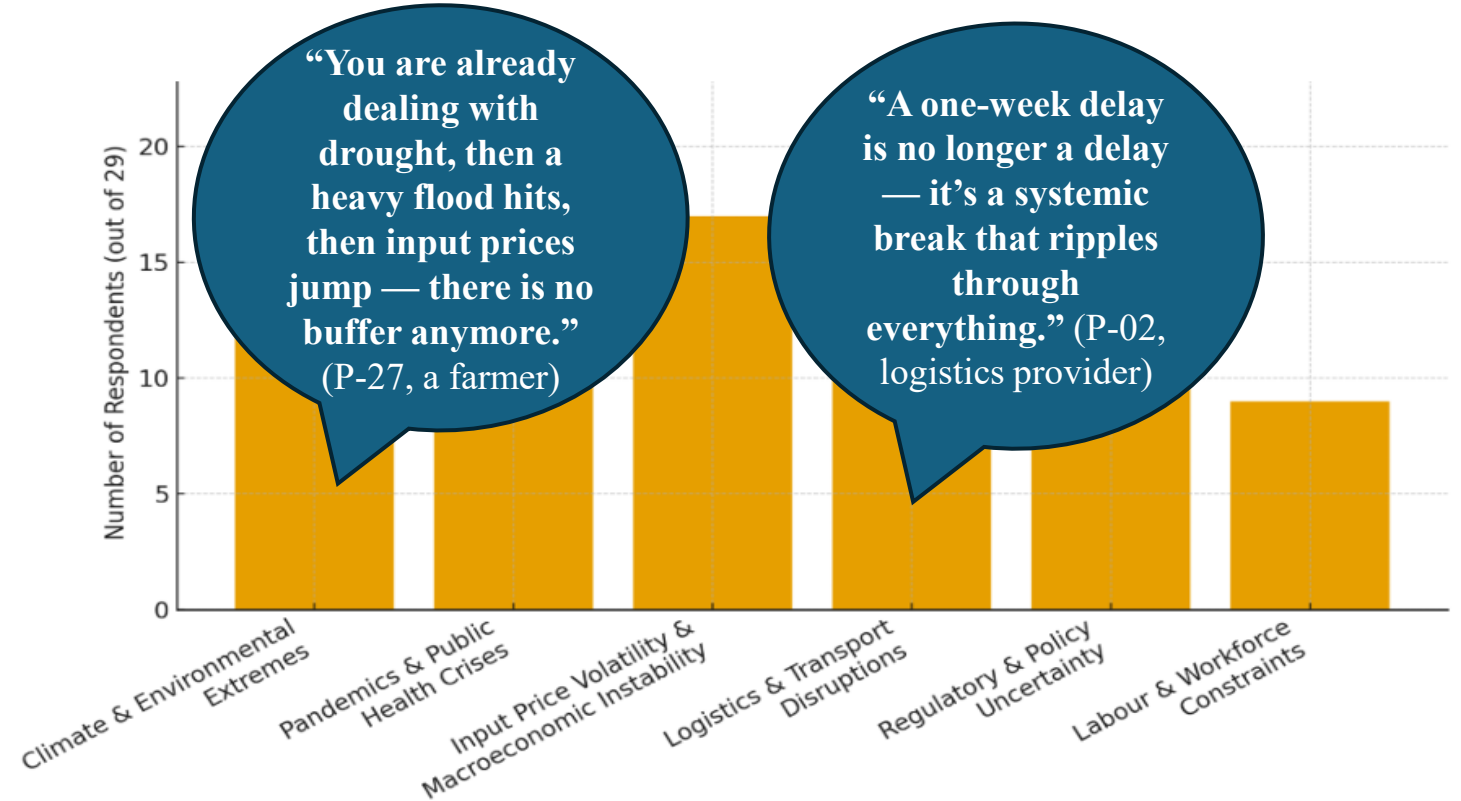 “You are already
dealing with
drought, then a
heavy flood hits,
then input prices
jump — there is no
buffer anymore.”
(P-27, a farmer)
“A one-week delay
is no longer a delay
— it’s a systemic
break that ripples
through
everything.” (P-02,
logistics provider)
Number of Respondents (out of 29)
20
15
10
5
0
Climate & Environmental
Extremes
Pandemics & Public
Health Crises
Input Price Volatility &
Macroeconomic Instability
Logistics & Transport
Disruptions
Regulatory & Policy
Uncertainty
Labour & Workforce
Constraints